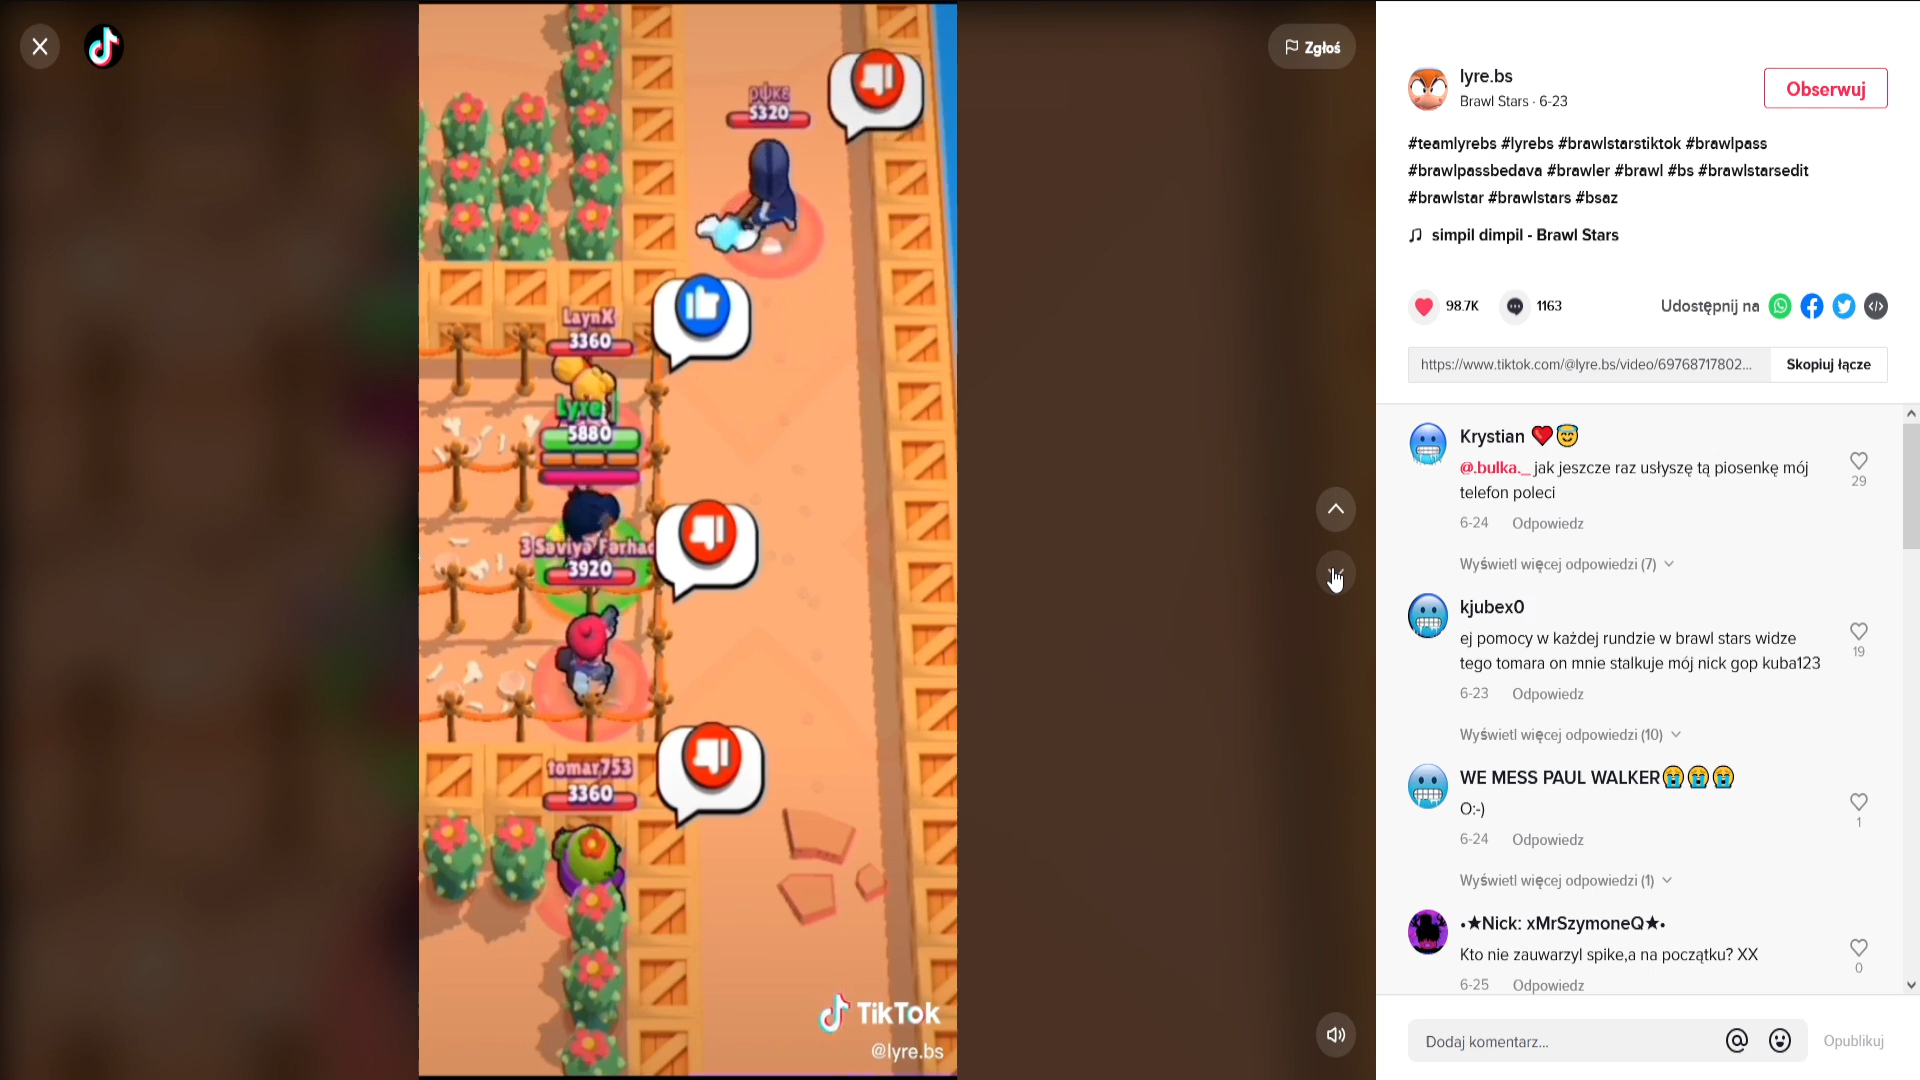 Zgłoś
puke
5320
LaynX
3360
Lyre
5880
3 Saviya Farhad
3920
tomar753
3360
TikTok
@lyre.bs
lyre.bs
Brawl Stars · 6-23
Obserwuj
#teamlyrebs #lyrebs #brawlstarstiktok #brawlpass
#brawlpassbedava #brawler #brawl #bs #brawlstarsedit
#brawlstar #brawlstars #bsaz
simpil dimpil - Brawl Stars
98.7K
1163
Udostępnij na
https://www.tiktok.com/@lyre.bs/video/69768717802...
Skopiuj łącze
Krystian ❤️😇
@.bulka._ jak jeszcze raz usłyszę tą piosenkę mój
telefon poleci
29
6-24 Odpowiedz
Wyświetl więcej odpowiedzi (7)
kjubex0
ej pomocy w każdej rundzie w brawl stars widze
tego tomara on mnie stalkuje mój nick gop kuba123
19
6-23 Odpowiedz
Wyświetl więcej odpowiedzi (10)
WE MESS PAUL WALKER😭😭😭
O:-)
1
6-24 Odpowiedz
Wyświetl więcej odpowiedzi (1)
•★Nick: xMrSzymoneQ★•
Kto nie zauwarzyl spike,a na początku? XX
0
6-25 Odpowiedz
Dodaj komentarz...
Opublikuj